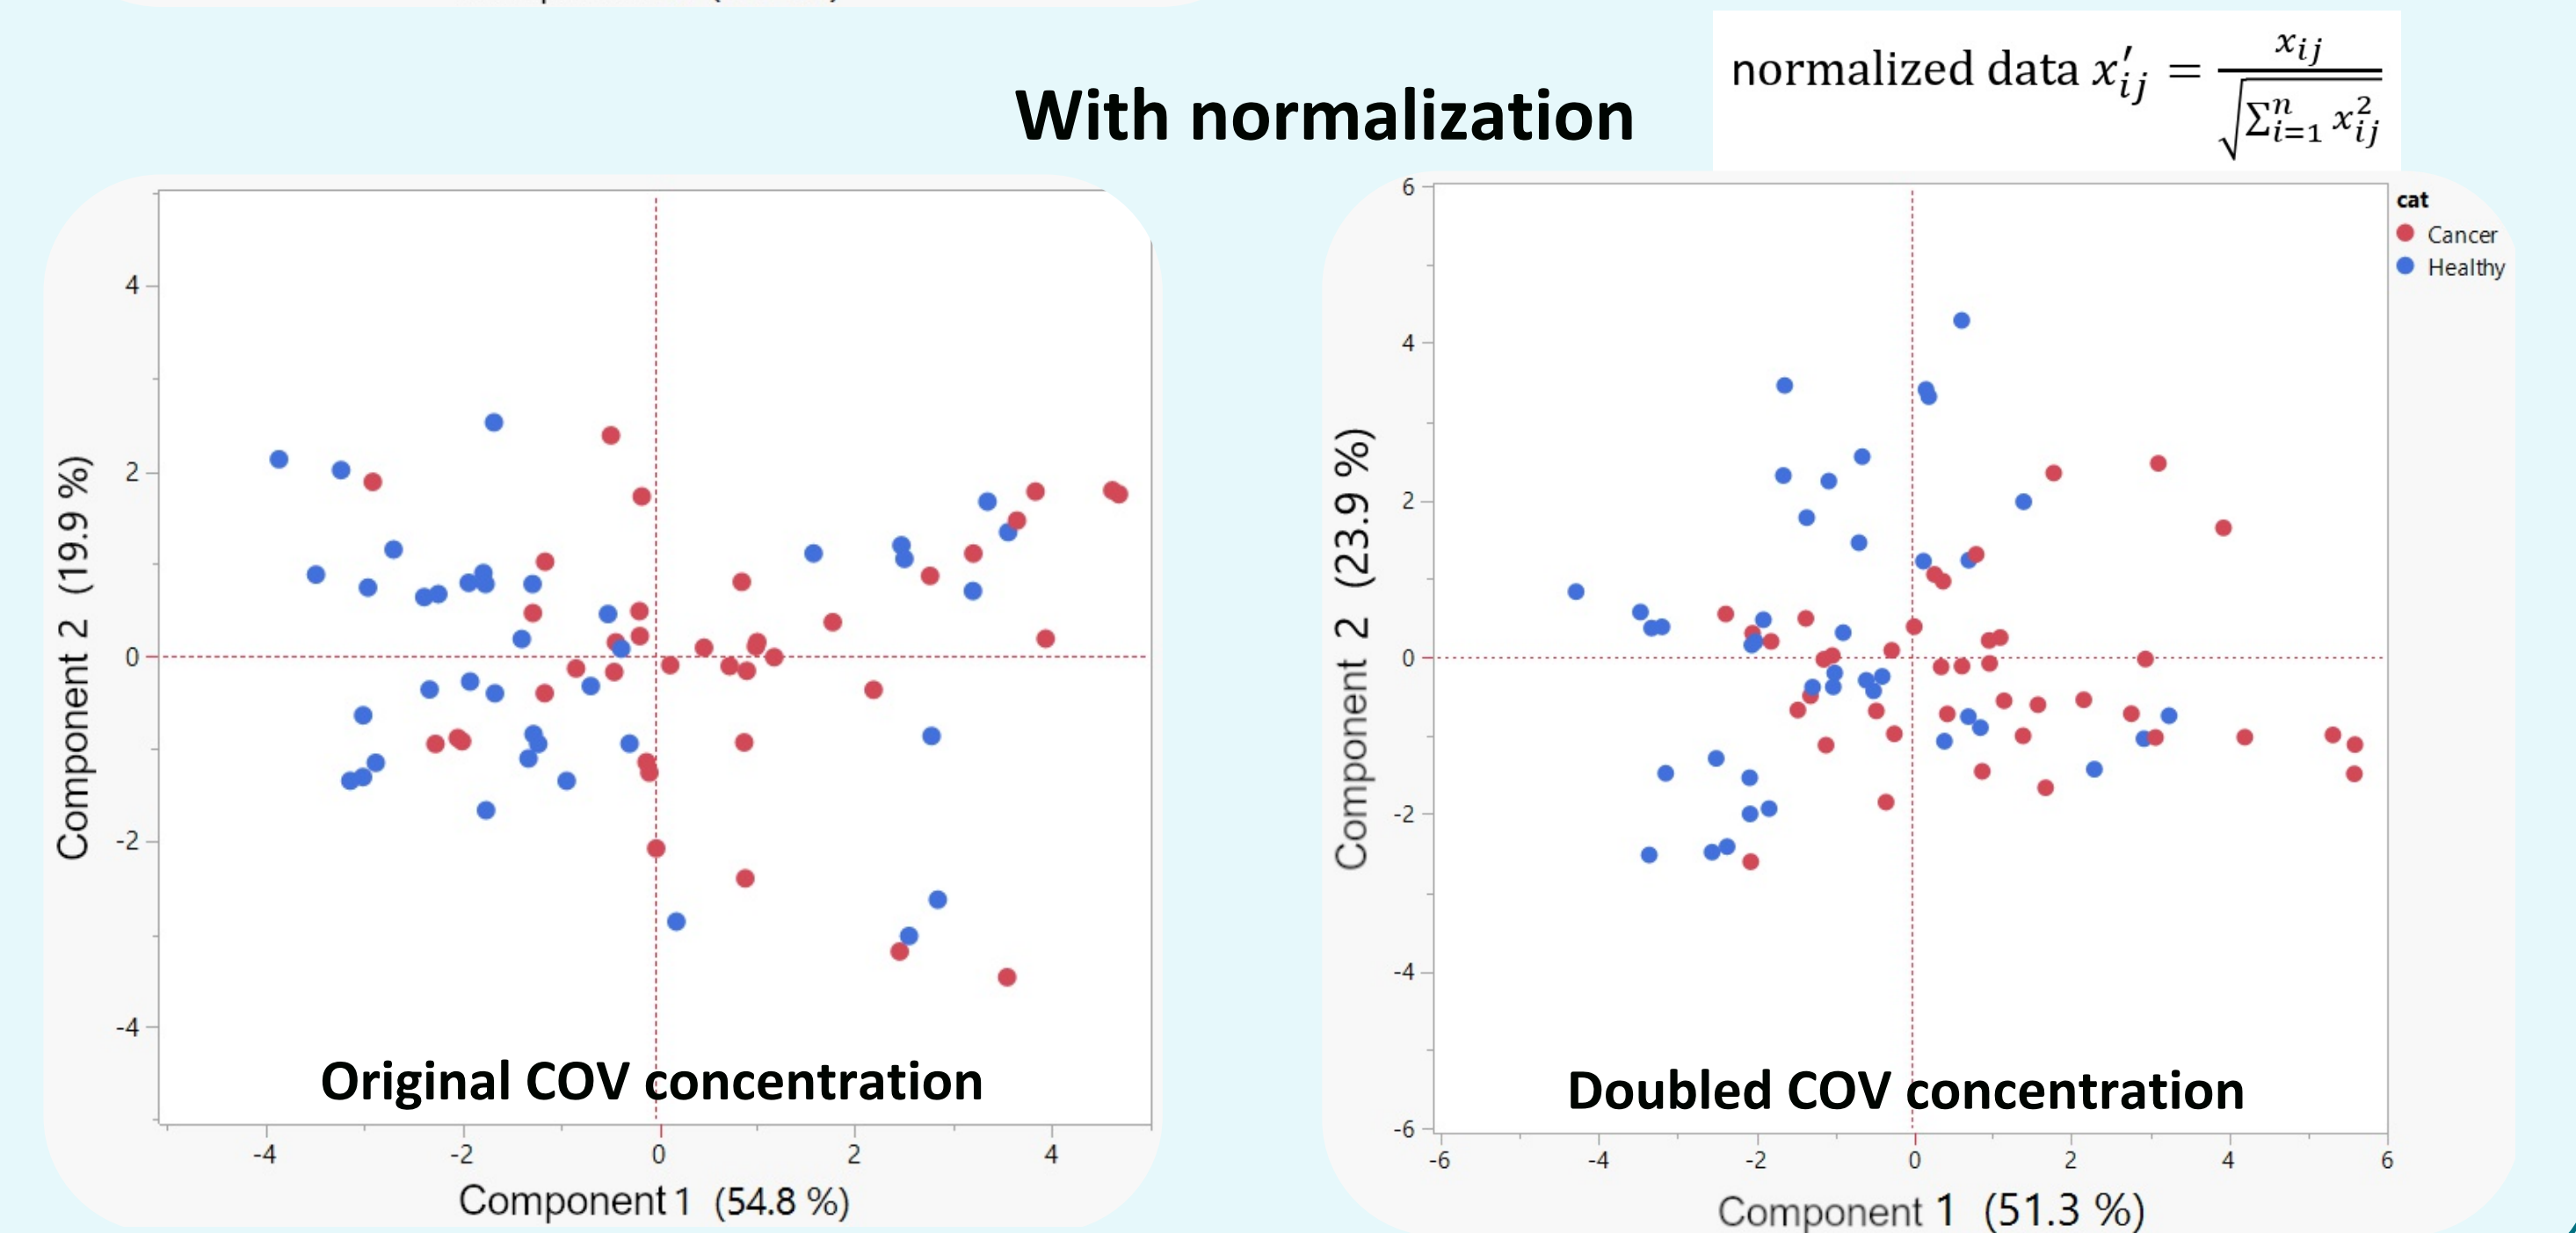 With normalization
normalized data x′ij = xij / √(Σⁿi=1 x²ij)
4
2
0
-2
-4
Component 2 (19.9 %)
Original COV concentration
-4 -2 0 2 4
Component 1 (54.8 %)
6
4
2
0
-2
-4
-6
Component 2 (23.9 %)
cat
Cancer
Healthy
Doubled COV concentration
-6 -4 -2 0 2 4 6
Component 1 (51.3 %)